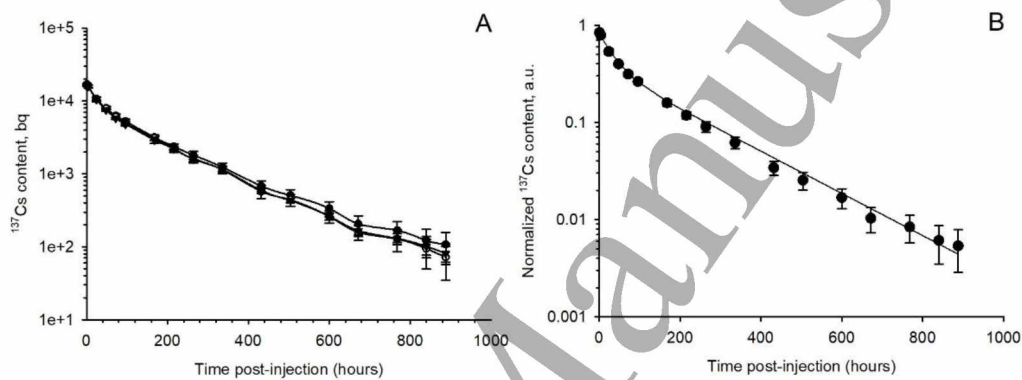 A
1e+5
1e+4
1e+3
1e+2
1e+1
¹³⁷Cs content, bq
0 200 400 600 800 1000
Time post-injection (hours)
B
1
0.1
0.01
0.001
Normalized ¹³⁷Cs content, a.u.
0 200 400 600 800 1000
Time post-injection (hours)
Manus